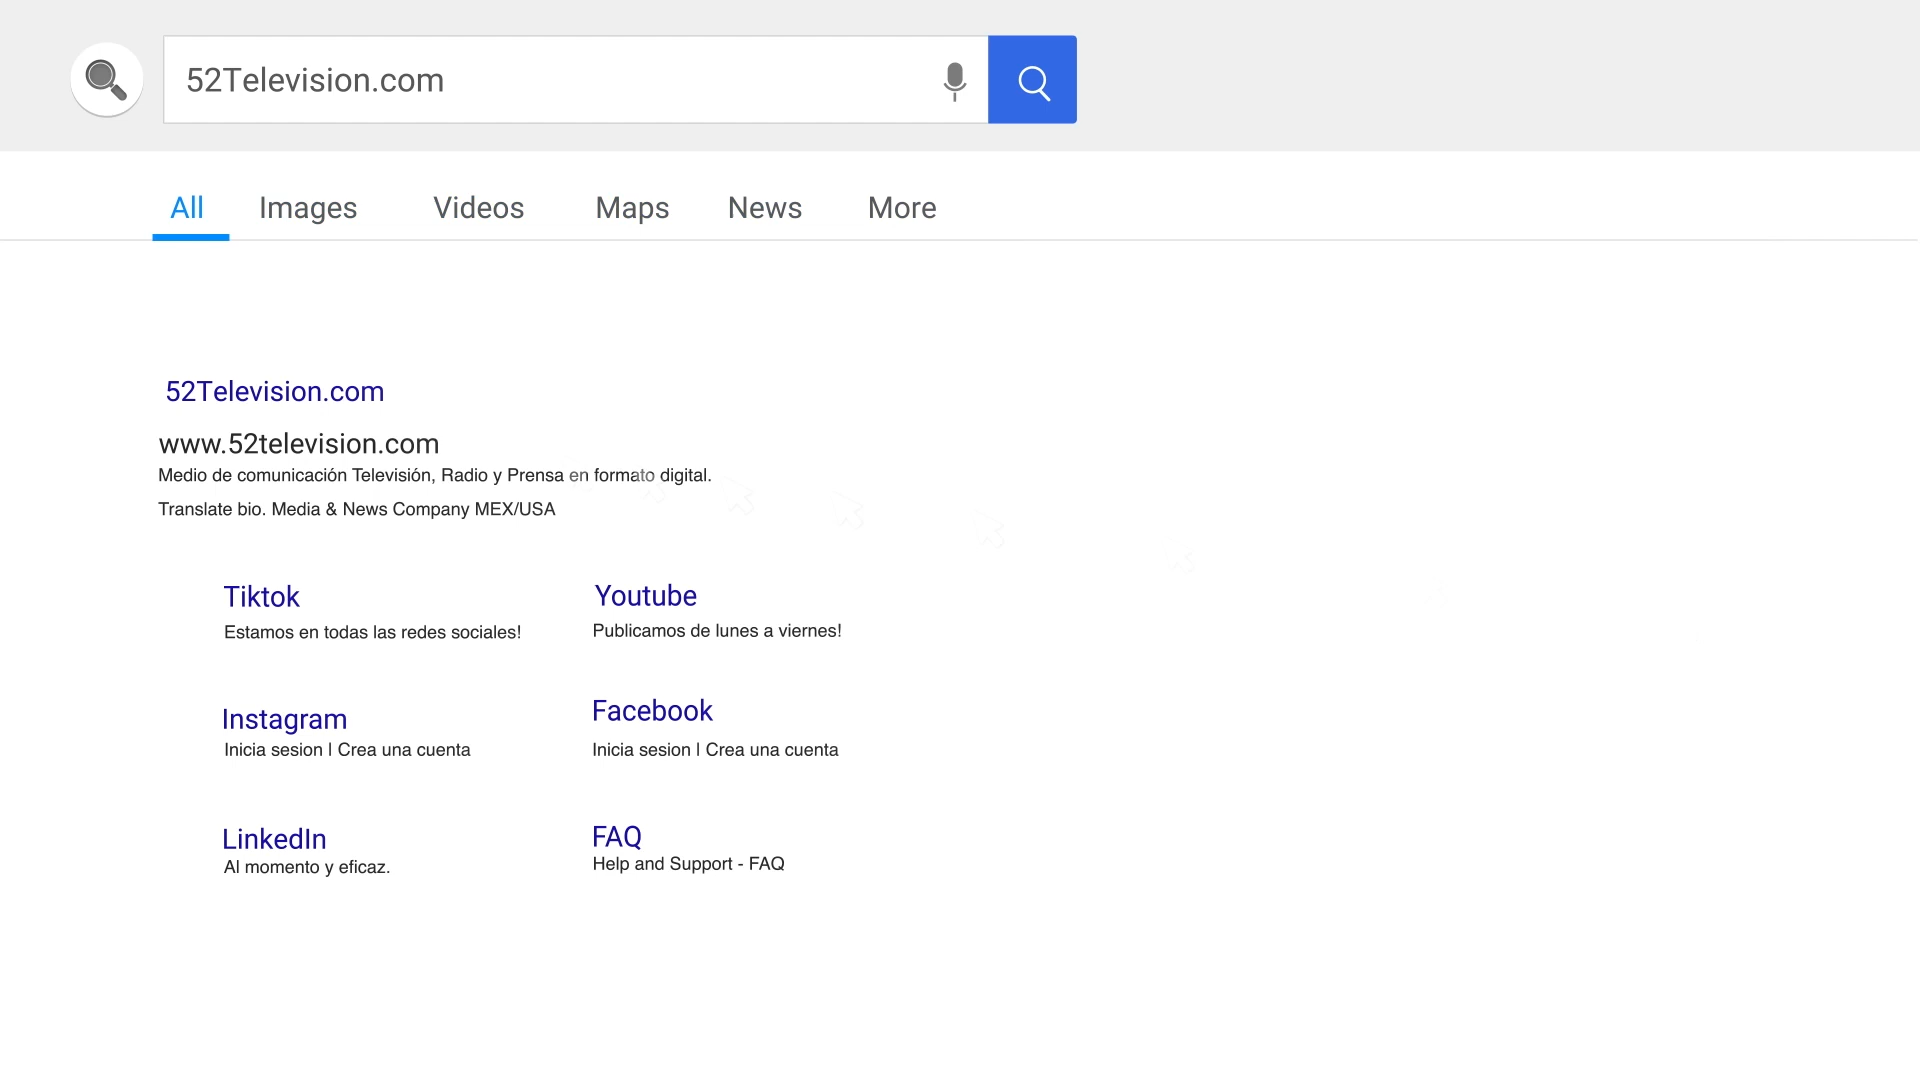 52Television.com
All Images Videos Maps News More
52Television.com
www.52television.com
Medio de comunicación Televisión, Radio y Prensa en formato digital.
Translate bio. Media & News Company MEX/USA
Tiktok
Estamos en todas las redes sociales!
Youtube
Publicamos de lunes a viernes!
Instagram
Inicia sesion | Crea una cuenta
Facebook
Inicia sesion | Crea una cuenta
LinkedIn
Al momento y eficaz.
FAQ
Help and Support - FAQ